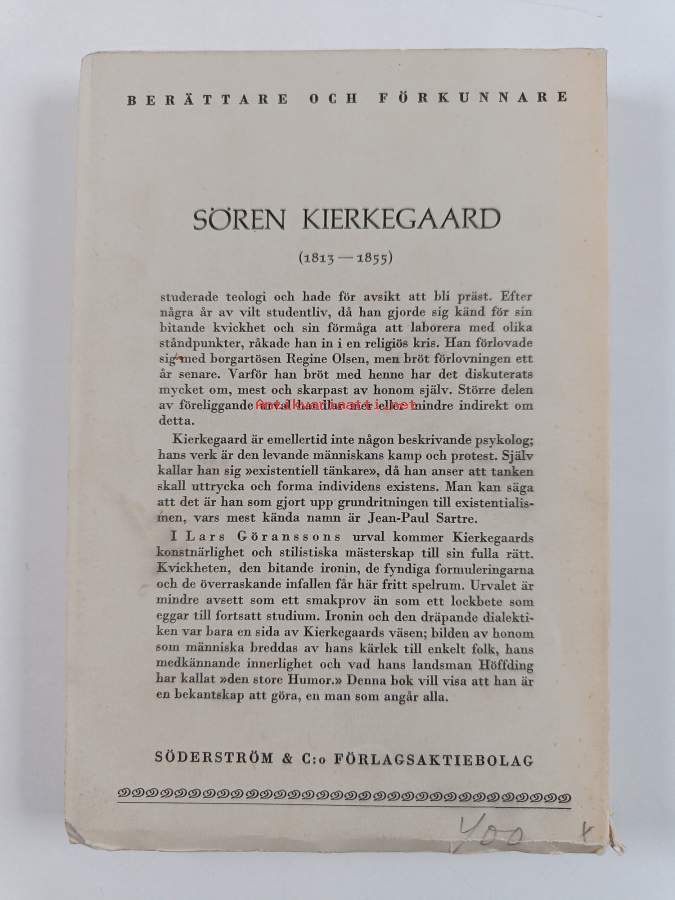 BERÄTTARE OCH FÖRKUNNARE
SÖREN KIERKEGAARD
(1813—1855)
studerade teologi och hade för avsikt att bli präst. Efter
några år av vilt studentliv, då han gjorde sig känd för sin
bitande kvickhet och sin förmåga att laborera med olika
ståndpunkter, råkade han in i en religiös kris. Han förlovade
sig med borgartösen Regine Olsen, men bröt förlovningen ett
år senare. Varför han bröt med henne har det diskuterats
mycket om, mest och skarpast av honom själv. Större delen
av föreliggande urval handlar mer eller mindre indirekt om
Antikvariaatti.net
detta.
Kierkegaard är emellertid inte någon beskrivande psykolog;
hans verk är den levande människans kamp och protest. Själv
kallar han sig »existentiell tänkare», då han anser att tanken
skall uttrycka och forma individens existens. Man kan säga
att det är han som gjort upp grundritningen till existentialis-
men, vars mest kända namn är Jean-Paul Sartre.
I Lars Göranssons urval kommer Kierkegaards
konstnärlighet och stilistiska mästerskap till sin fulla rätt.
Kvickheten, den bitande ironin, de fyndiga formuleringarna
och de överraskande infallen får här fritt spelrum. Urvalet är
mindre avsett som ett smakprov än som ett lockbete som
eggar till fortsatt studium. Ironin och den dräpande dialekti-
ken var bara en sida av Kierkegaards väsen; bilden av honom
som människa breddas av hans kärlek till enkelt folk, hans
medkännande innerlighet och vad hans landsman Höffding
har kallat »den store Humor.» Denna bok vill visa att han är
en bekantskap att göra, en man som angår alla.
SÖDERSTRÖM & C:o FÖRLAGSAKTIEBOLAG